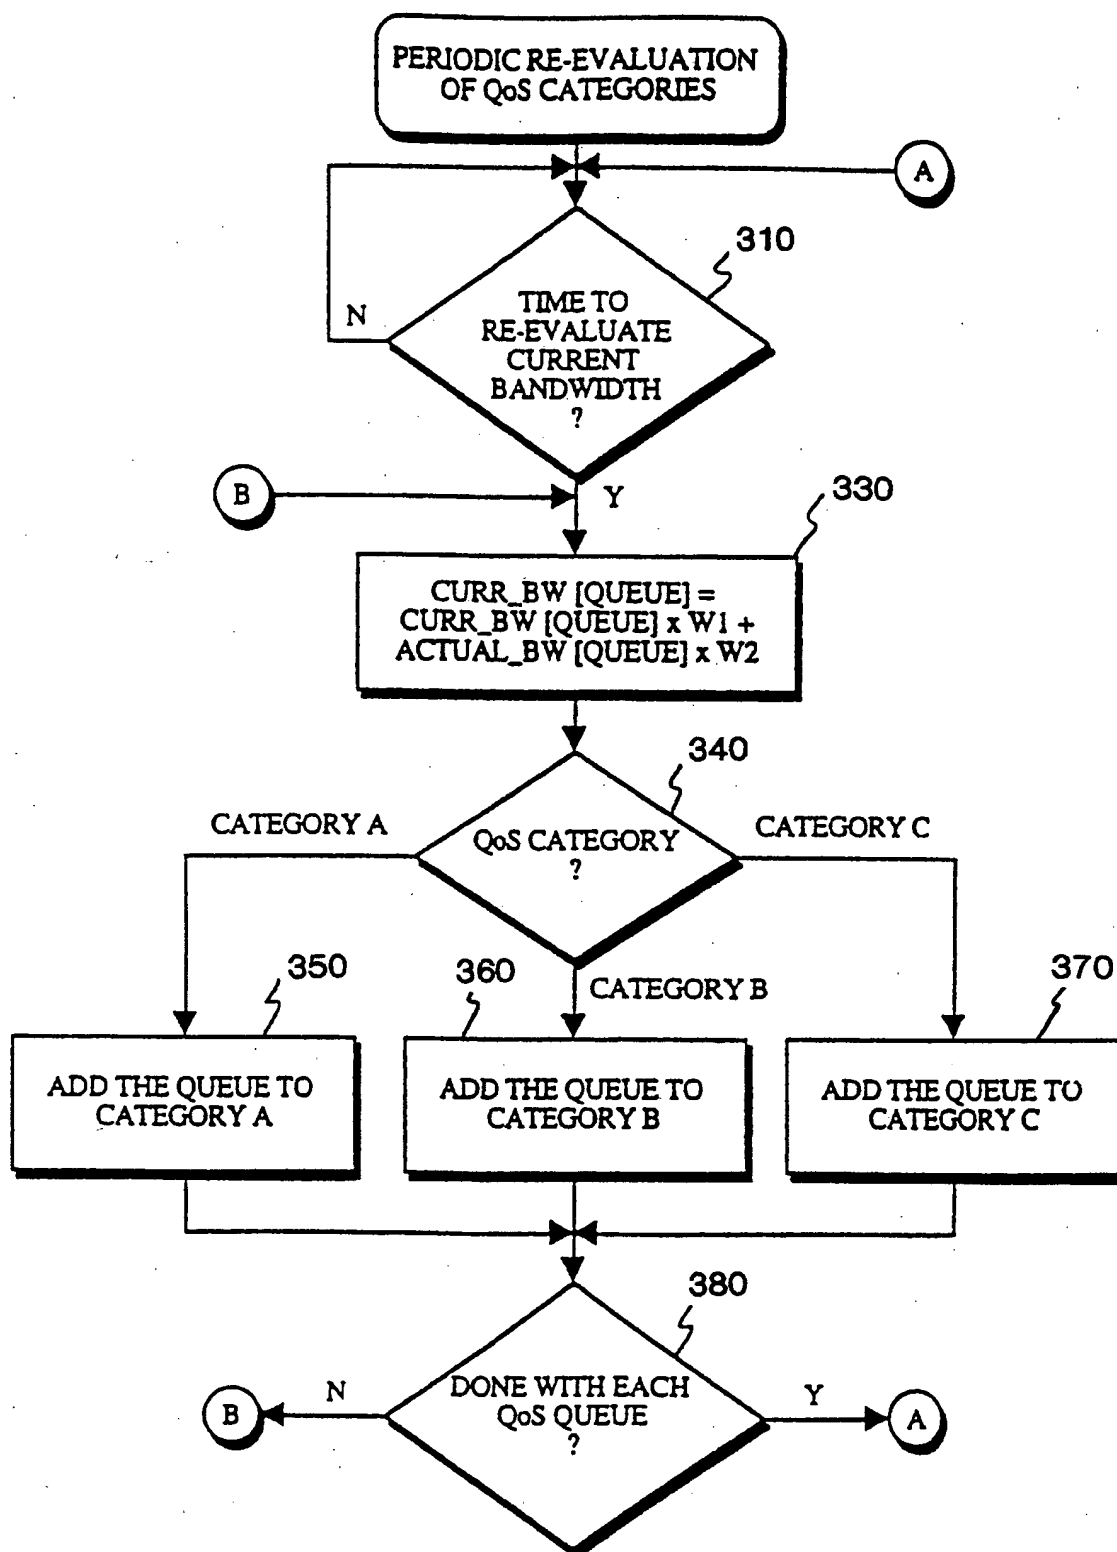 PERIODIC RE-EVALUATION
OF QoS CATEGORIES
A
310
N
TIME TO
RE-EVALUATE
CURRENT
BANDWIDTH
?
B
Y
330
CURR_BW [QUEUE] =
CURR_BW [QUEUE] x W1 +
ACTUAL_BW [QUEUE] x W2
340
CATEGORY A
QoS CATEGORY
?
CATEGORY C
350
360
CATEGORY B
370
ADD THE QUEUE TO
CATEGORY A
ADD THE QUEUE TO
CATEGORY B
ADD THE QUEUE TO
CATEGORY C
380
B
N
DONE WITH EACH
QoS QUEUE
?
Y
A